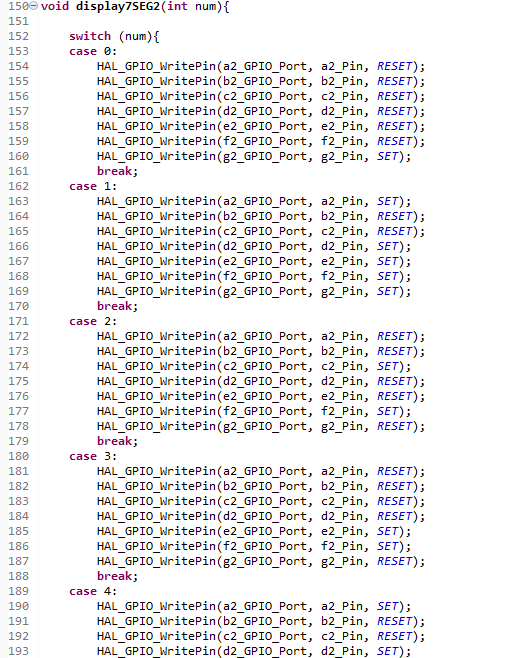 150 void display7SEG2(int num){
151
152     switch (num){
153     case 0:
154         HAL_GPIO_WritePin(a2_GPIO_Port, a2_Pin, RESET);
155         HAL_GPIO_WritePin(b2_GPIO_Port, b2_Pin, RESET);
156         HAL_GPIO_WritePin(c2_GPIO_Port, c2_Pin, RESET);
157         HAL_GPIO_WritePin(d2_GPIO_Port, d2_Pin, RESET);
158         HAL_GPIO_WritePin(e2_GPIO_Port, e2_Pin, RESET);
159         HAL_GPIO_WritePin(f2_GPIO_Port, f2_Pin, RESET);
160         HAL_GPIO_WritePin(g2_GPIO_Port, g2_Pin, SET);
161         break;
162     case 1:
163         HAL_GPIO_WritePin(a2_GPIO_Port, a2_Pin, SET);
164         HAL_GPIO_WritePin(b2_GPIO_Port, b2_Pin, RESET);
165         HAL_GPIO_WritePin(c2_GPIO_Port, c2_Pin, RESET);
166         HAL_GPIO_WritePin(d2_GPIO_Port, d2_Pin, SET);
167         HAL_GPIO_WritePin(e2_GPIO_Port, e2_Pin, SET);
168         HAL_GPIO_WritePin(f2_GPIO_Port, f2_Pin, SET);
169         HAL_GPIO_WritePin(g2_GPIO_Port, g2_Pin, SET);
170         break;
171     case 2:
172         HAL_GPIO_WritePin(a2_GPIO_Port, a2_Pin, RESET);
173         HAL_GPIO_WritePin(b2_GPIO_Port, b2_Pin, RESET);
174         HAL_GPIO_WritePin(c2_GPIO_Port, c2_Pin, SET);
175         HAL_GPIO_WritePin(d2_GPIO_Port, d2_Pin, RESET);
176         HAL_GPIO_WritePin(e2_GPIO_Port, e2_Pin, RESET);
177         HAL_GPIO_WritePin(f2_GPIO_Port, f2_Pin, SET);
178         HAL_GPIO_WritePin(g2_GPIO_Port, g2_Pin, RESET);
179         break;
180     case 3:
181         HAL_GPIO_WritePin(a2_GPIO_Port, a2_Pin, RESET);
182         HAL_GPIO_WritePin(b2_GPIO_Port, b2_Pin, RESET);
183         HAL_GPIO_WritePin(c2_GPIO_Port, c2_Pin, RESET);
184         HAL_GPIO_WritePin(d2_GPIO_Port, d2_Pin, RESET);
185         HAL_GPIO_WritePin(e2_GPIO_Port, e2_Pin, SET);
186         HAL_GPIO_WritePin(f2_GPIO_Port, f2_Pin, SET);
187         HAL_GPIO_WritePin(g2_GPIO_Port, g2_Pin, RESET);
188         break;
189     case 4:
190         HAL_GPIO_WritePin(a2_GPIO_Port, a2_Pin, SET);
191         HAL_GPIO_WritePin(b2_GPIO_Port, b2_Pin, RESET);
192         HAL_GPIO_WritePin(c2_GPIO_Port, c2_Pin, RESET);
193         HAL_GPIO_WritePin(d2_GPIO_Port, d2_Pin, SET);